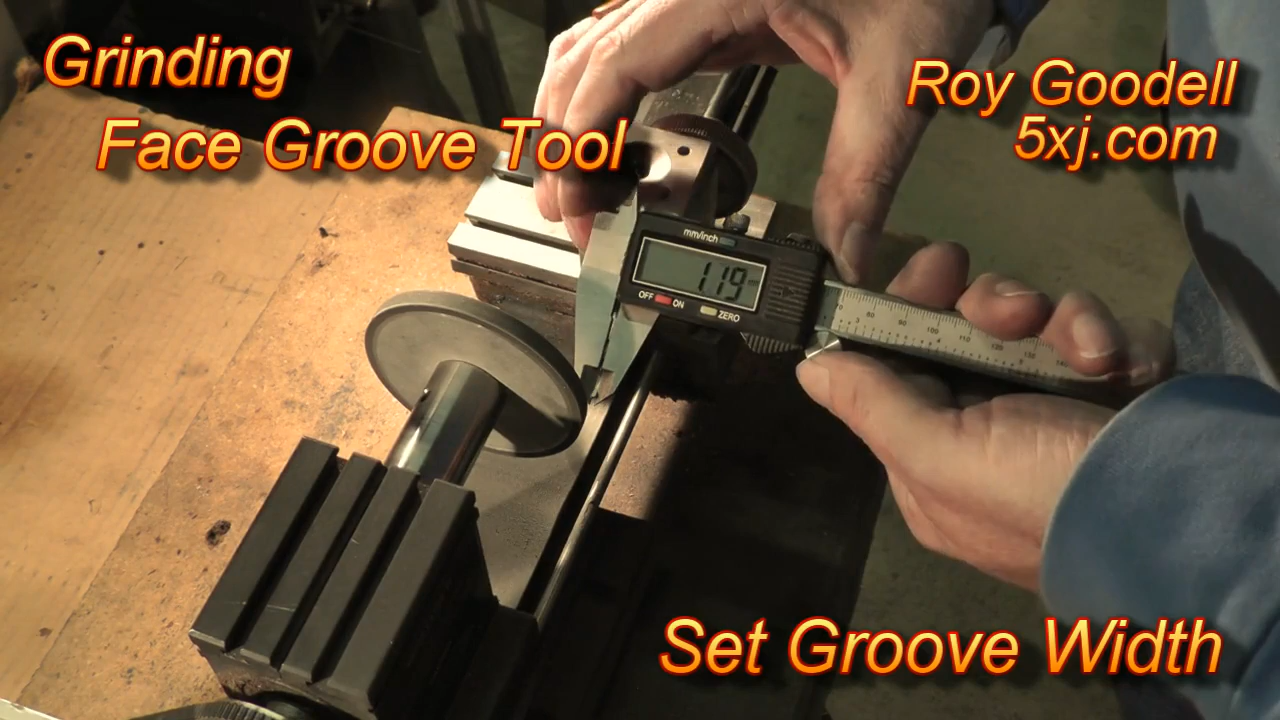 Grinding
Face Groove Tool
Roy Goodell
5xj.com
mm/inch
1.19
OFF ON
ZERO
Set Groove Width